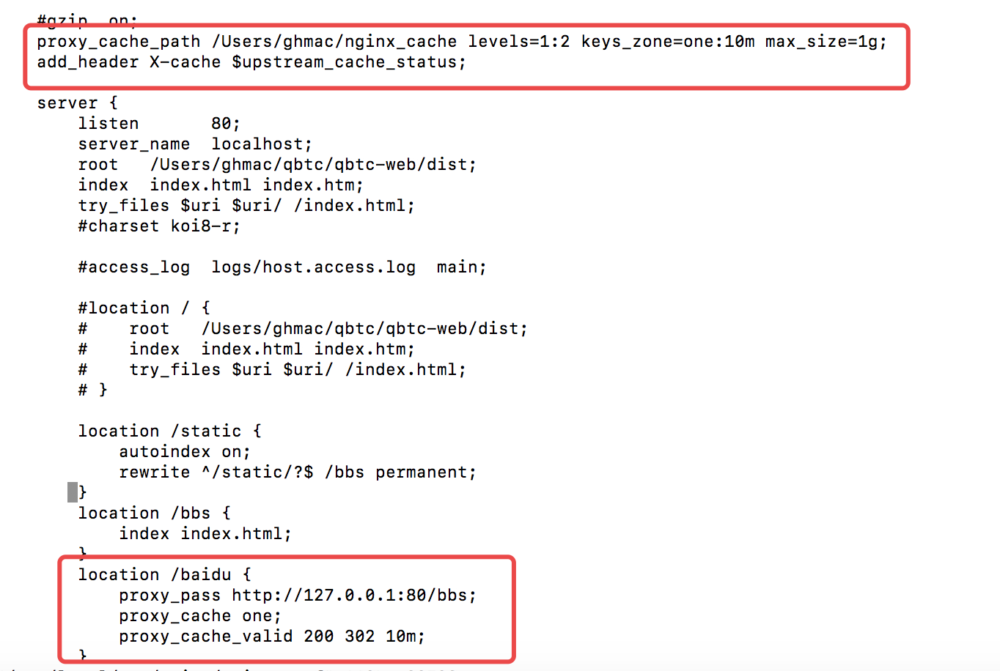 #gzip  on;
proxy_cache_path /Users/ghmac/nginx_cache levels=1:2 keys_zone=one:10m max_size=1g;
add_header X-cache $upstream_cache_status;
server {
listen       80;
server_name  localhost;
root   /Users/ghmac/qbtc/qbtc-web/dist;
index  index.html index.htm;
try_files $uri $uri/ /index.html;
#charset koi8-r;
#access_log  logs/host.access.log  main;
#location / {
#    root   /Users/ghmac/qbtc/qbtc-web/dist;
#    index  index.html index.htm;
#    try_files $uri $uri/ /index.html;
# }
location /static {
autoindex on;
rewrite ^/static/?$ /bbs permanent;
}
location /bbs {
index index.html;
}
location /baidu {
proxy_pass http://127.0.0.1:80/bbs;
proxy_cache one;
proxy_cache_valid 200 302 10m;
}